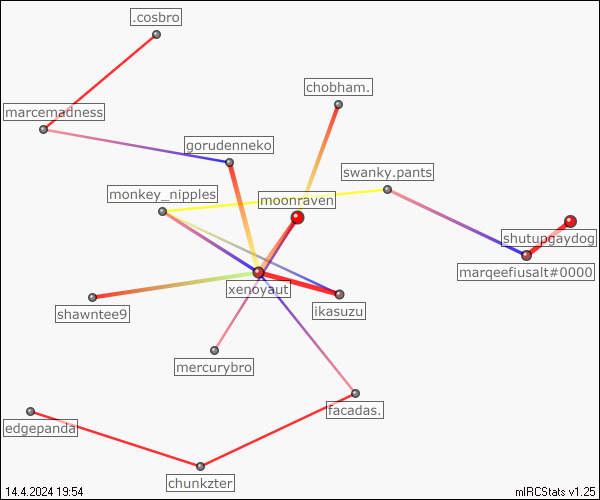 .cosbro
chobham.
marcemadness
gorudenneko
swanky.pants
monkey_nipples
moonraven
shutupgaydog
marqeefiusalt#0000
xenoyaut
shawntee9
ikasuzu
mercurybro
facadas.
edgepanda
chunkzter
14.4.2024 19:54
mIRCStats v1.25